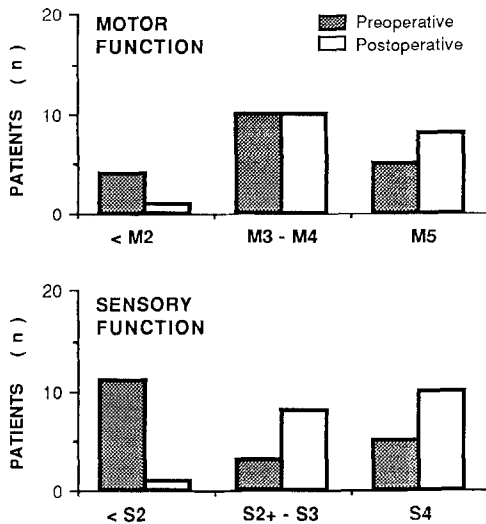 20
MOTOR
FUNCTION
Preoperative
Postoperative
PATIENTS (n)
10
0
< M2
M3 - M4
M5
20
SENSORY
FUNCTION
PATIENTS (n)
10
0
< S2
S2+ - S3
S4